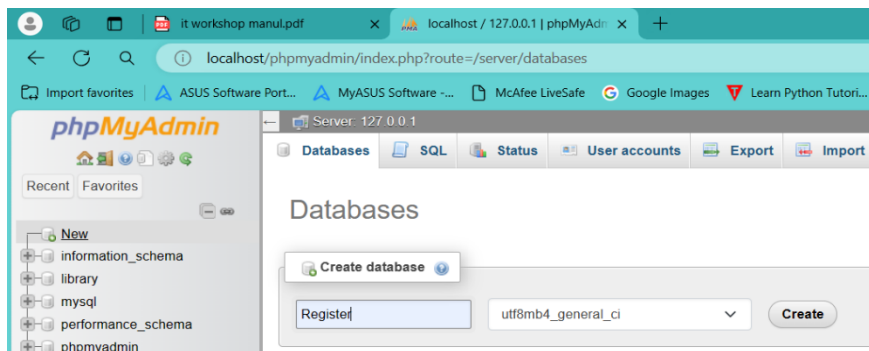 it workshop manul.pdf
localhost / 127.0.0.1 | phpMyAdn
localhost/phpmyadmin/index.php?route=/server/databases
Import favorites
ASUS Software Port...
MyASUS Software -...
McAfee LiveSafe
Google Images
Learn Python Tutori...
phpMyAdmin
Recent Favorites
New
information_schema
library
mysql
performance_schema
phpmyadmin
Server: 127.0.0.1
Databases SQL Status User accounts Export Import
Databases
Create database
Register utf8mb4_general_ci Create